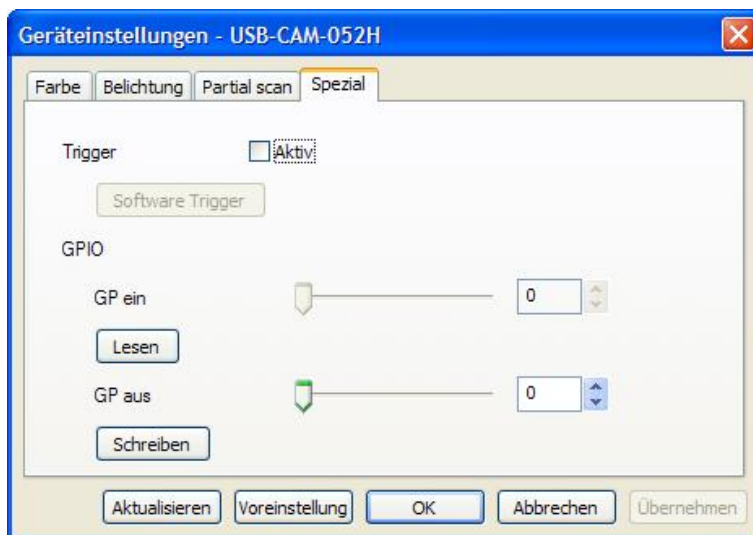 Geräteinstellungen - USB-CAM-052H
Farbe Belichtung Partial scan Spezial
Trigger Aktiv
Software Trigger
GPIO
GP ein 0
Lesen
GP aus 0
Schreiben
Aktualisieren Voreinstellung OK Abbrechen Übernehmen